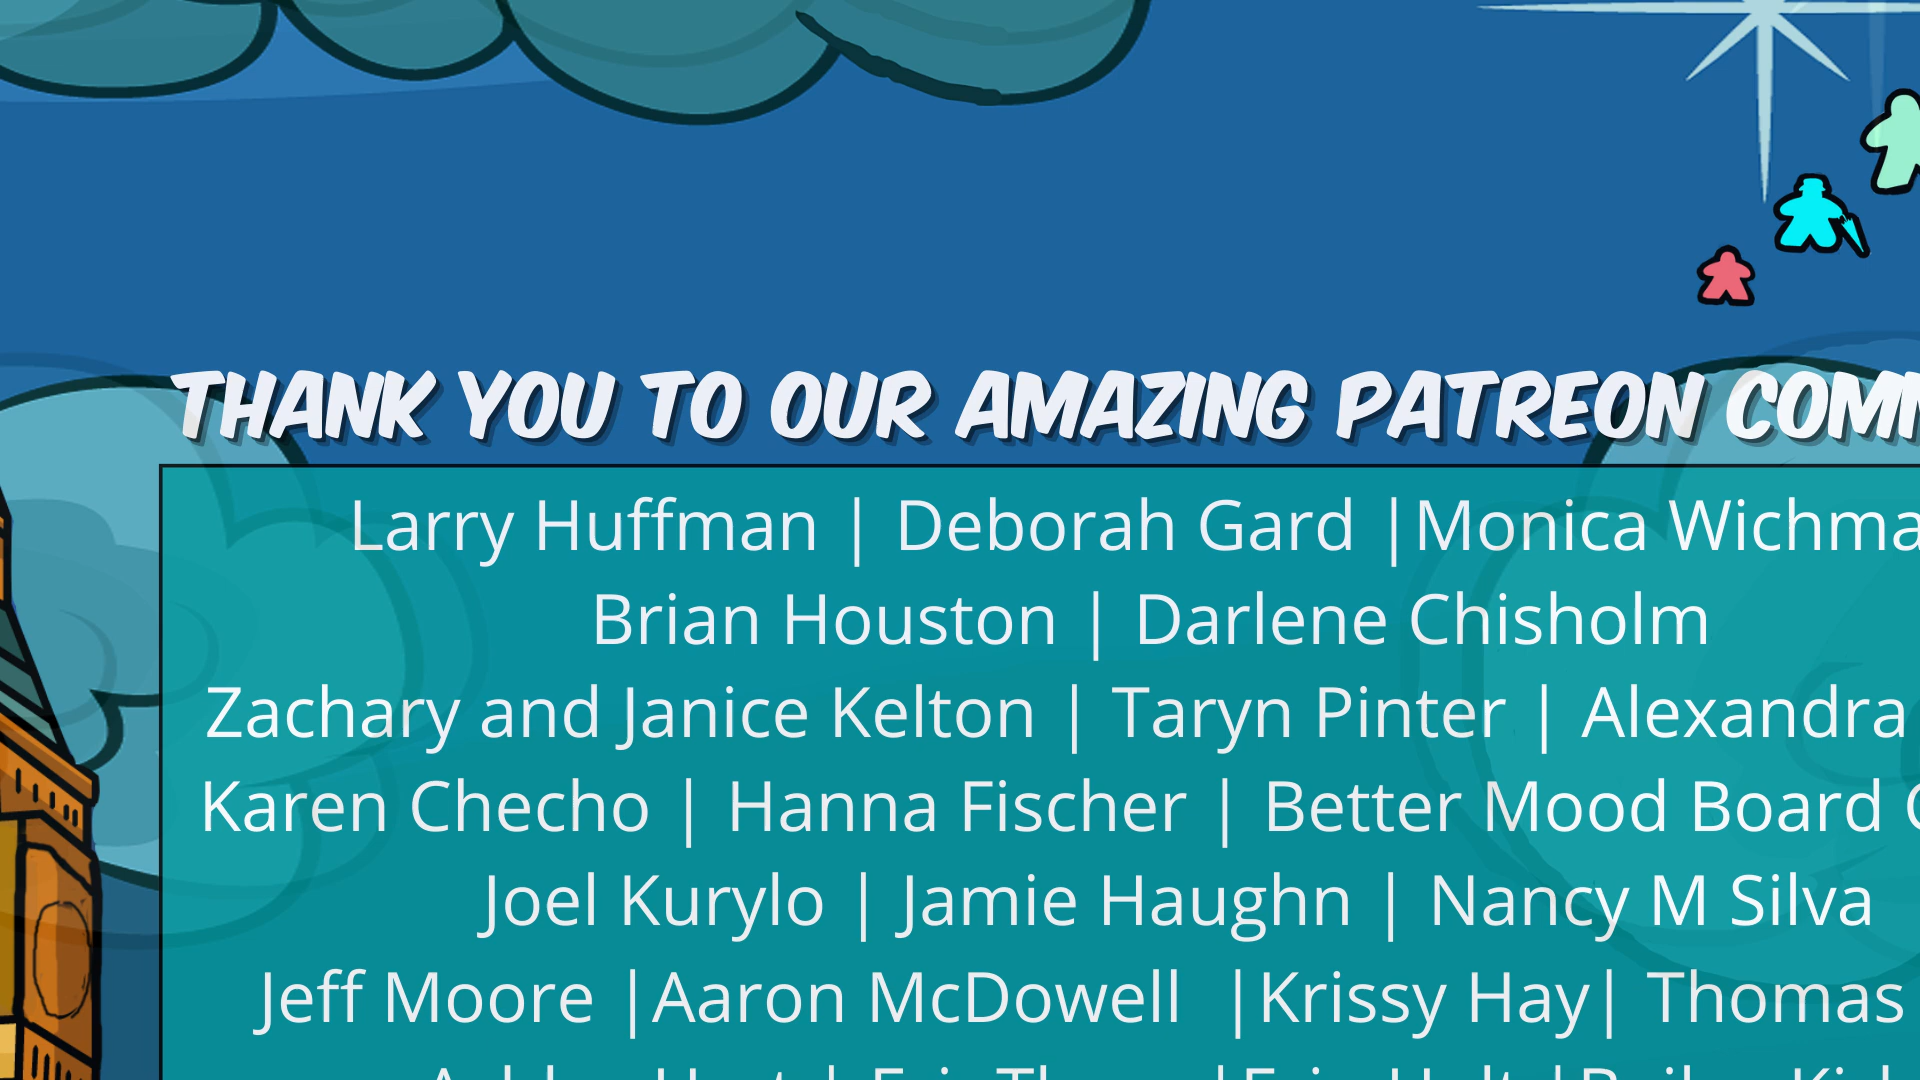 THANK YOU TO OUR AMAZING PATREON
Larry Huffman | Deborah Gard |Monica
Brian Houston | Darlene Chisholm
Zachary and Janice Kelton | Taryn Pinter | Alexandra
Karen Checho | Hanna Fischer | Better Mood Board
Joel Kurylo | Jamie Haughn | Nancy M Silva
Jeff Moore |Aaron McDowell |Krissy Hay| Thomas